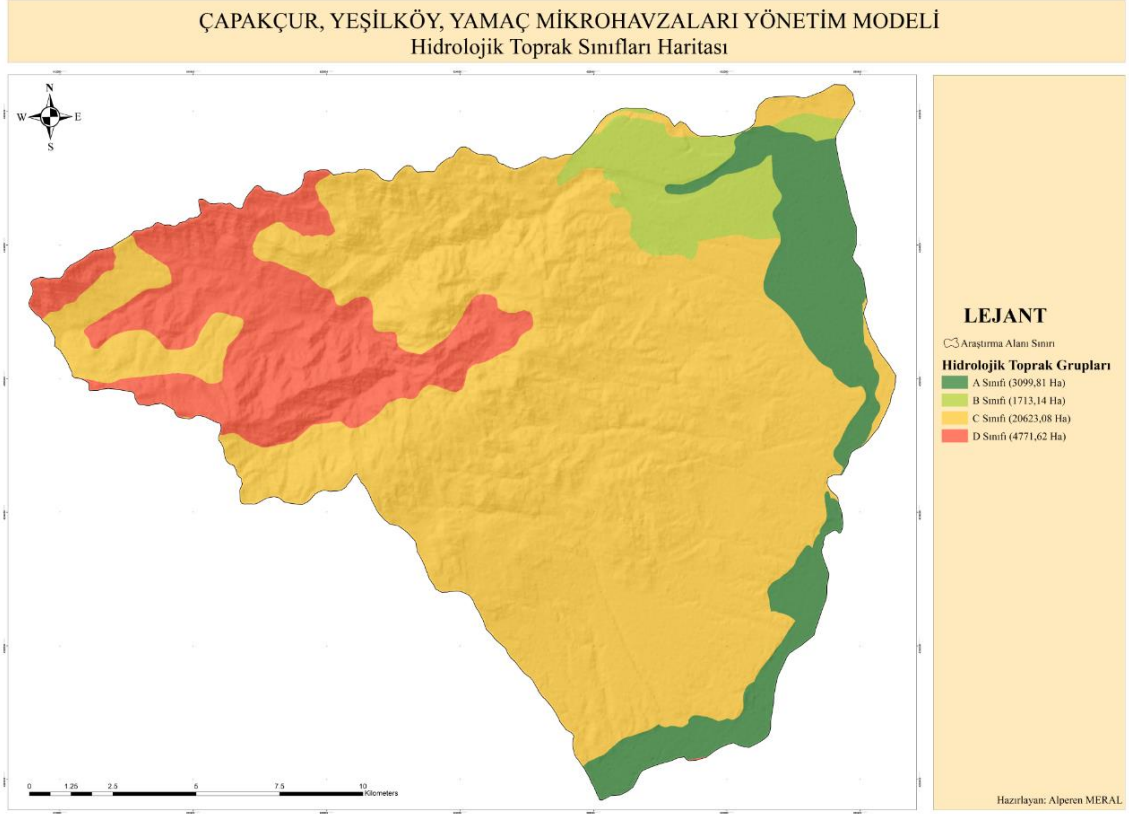 ÇAPAKÇUR, YEŞİLKÖY, YAMAÇ MİKROHAVZALARI YÖNETİM MODELİ
Hidrolojik Toprak Sınıfları Haritası
N
W E
S
LEJANT
Araştırma Alanı Sınırı
Hidrolojik Toprak Grupları
A Sınıfı (3099,81 Ha)
B Sınıfı (1713,14 Ha)
C Sınıfı (20623,08 Ha)
D Sınıfı (4771,62 Ha)
0 1.25 2.5 5 7.5 10
Kilometers
Hazırlayan: Alperen MERAL